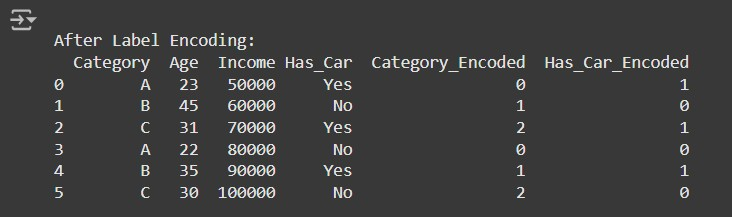 After Label Encoding:
Category Age Income Has_Car Category_Encoded Has_Car_Encoded
0 A 23 50000 Yes 0 1
1 B 45 60000 No 1 0
2 C 31 70000 Yes 2 1
3 A 22 80000 No 0 0
4 B 35 90000 Yes 1 1
5 C 30 100000 No 2 0